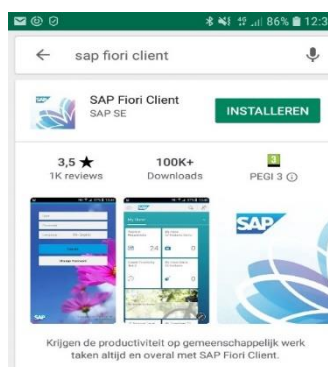 86% 12:3
sap fiori client
SAP Fiori Client
SAP SE
INSTALLEREN
3,5 ★
1K reviews
100K+
Downloads
3
PEGI 3
SAP
Krijgen de productiviteit op gemeenschappelijk werk
taken altijd en overal met SAP Fiori Client.